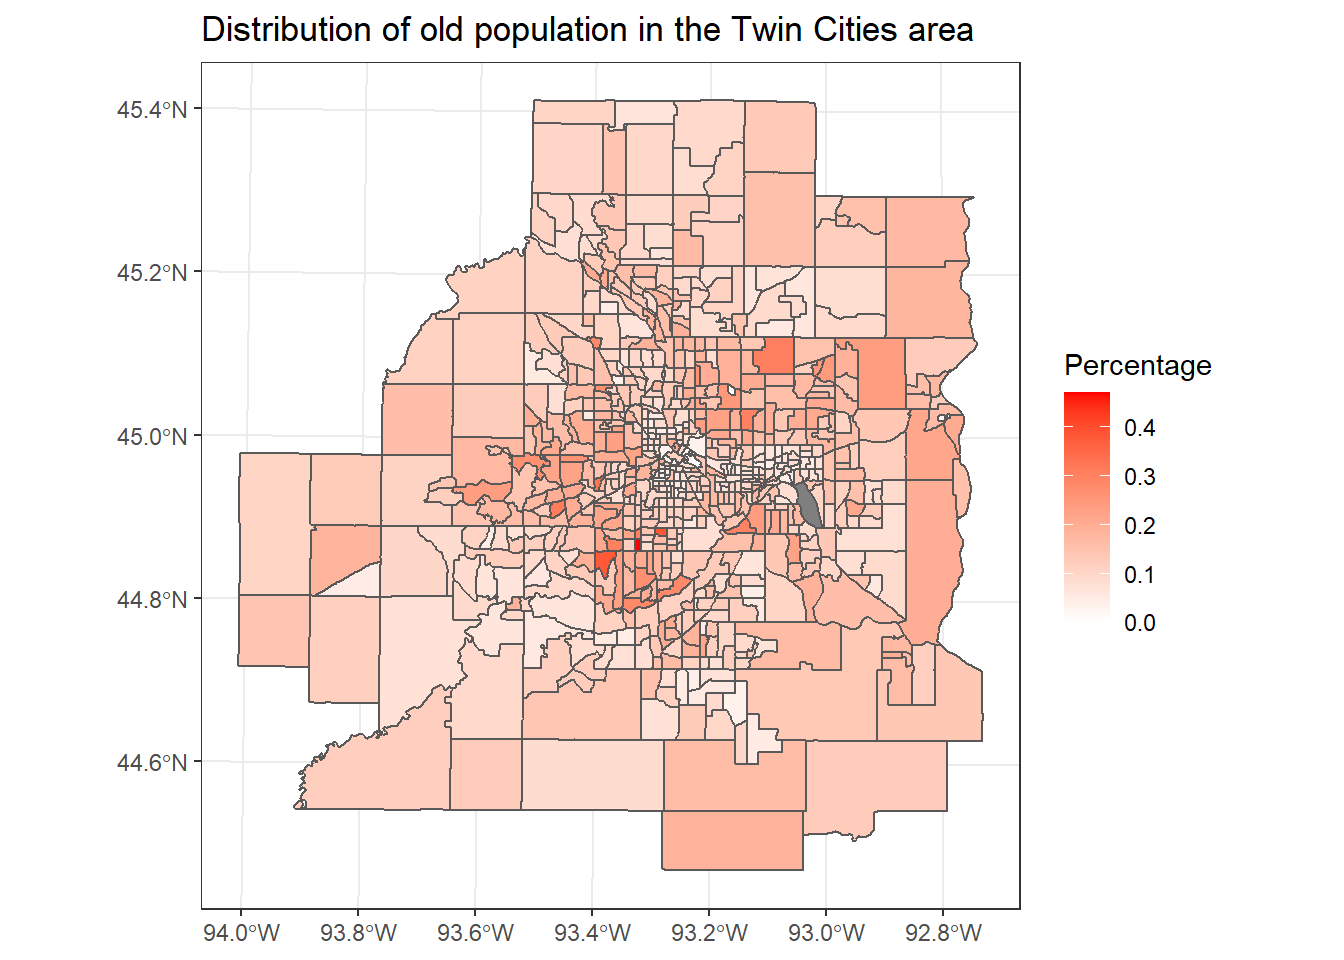 Distribution of old population in the Twin Cities area
45.4°N
45.2°N
45.0°N
44.8°N
44.6°N
94.0°W 93.8°W 93.6°W 93.4°W 93.2°W 93.0°W 92.8°W
Percentage
0.4
0.3
0.2
0.1
0.0